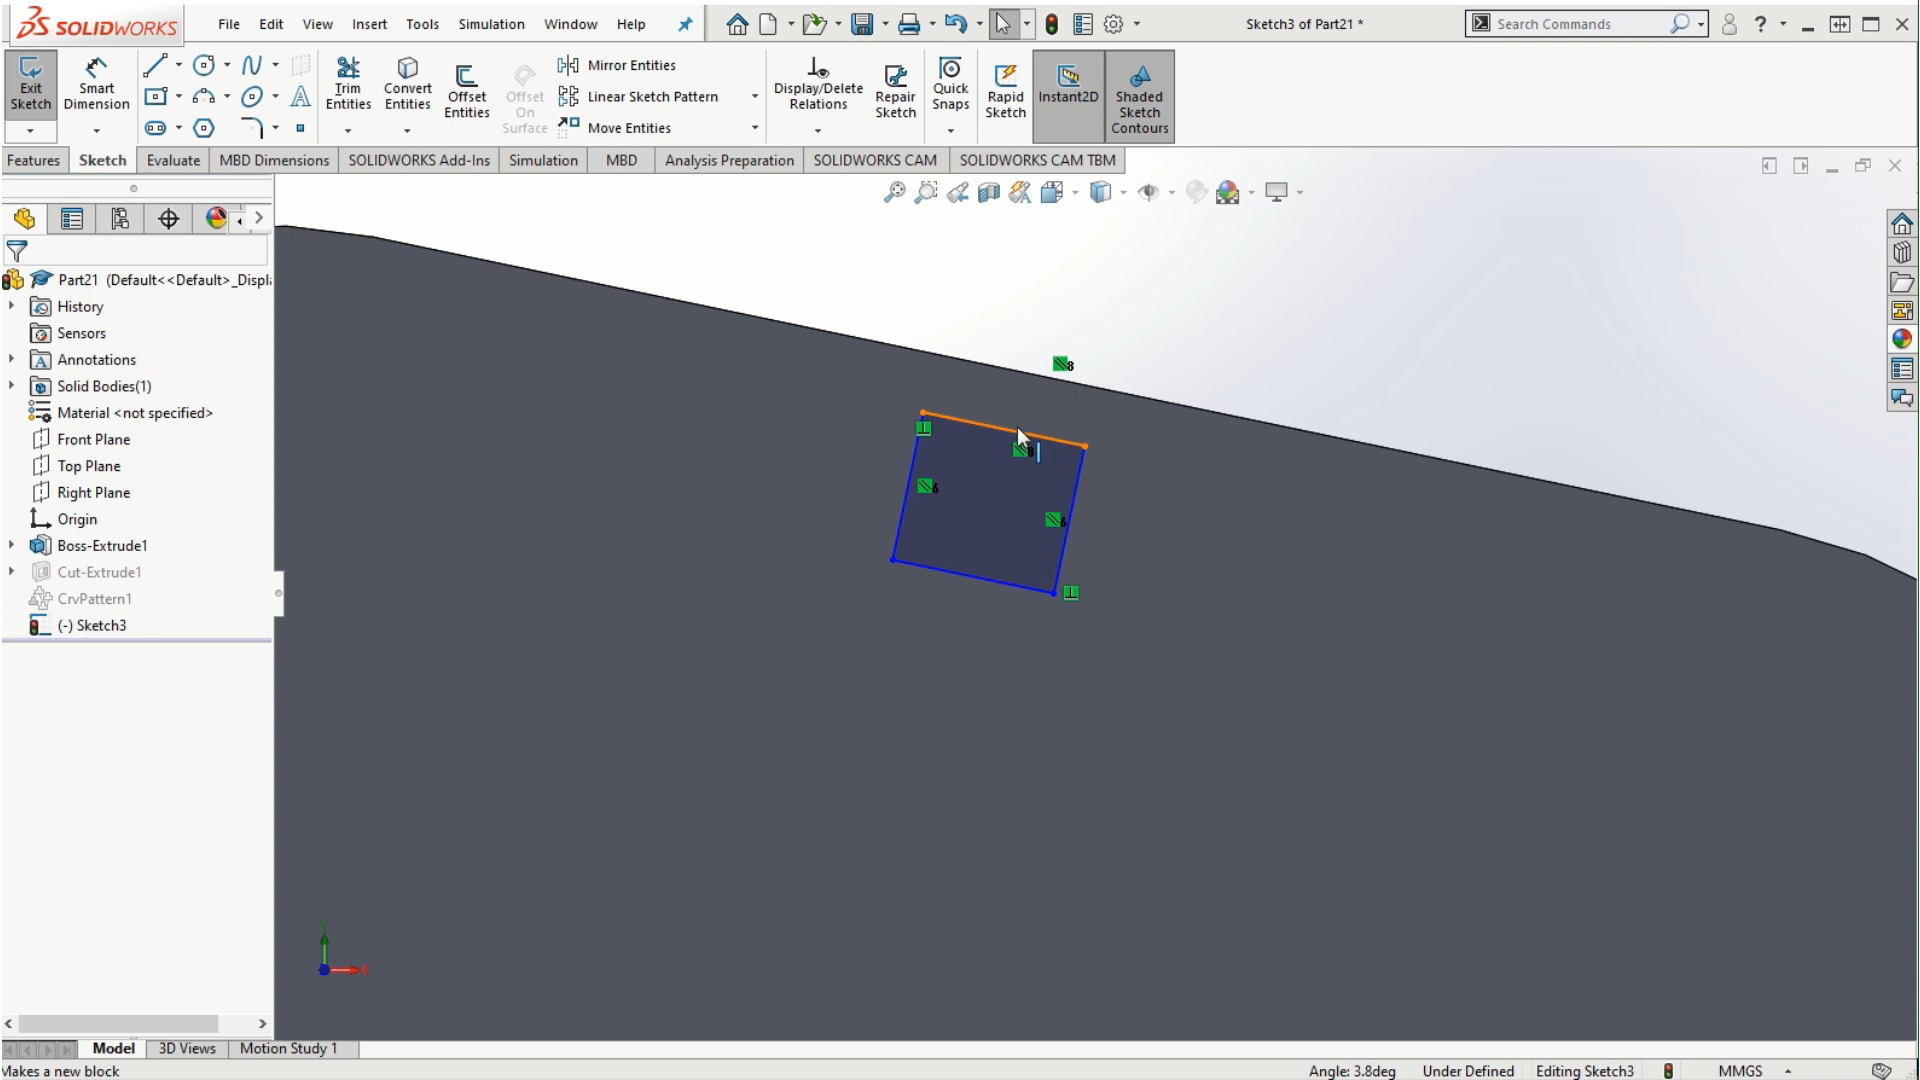 SOLIDWORKS
File Edit View Insert Tools Simulation Window Help
Sketch3 of Part21 *
Search Commands
?
Exit Sketch
Smart Dimension
Trim Entities
Convert Entities
Offset Entities
Offset On Surface
Mirror Entities
Linear Sketch Pattern
Move Entities
Display/Delete Relations
Repair Sketch
Quick Snaps
Rapid Sketch
Instant2D
Shaded Sketch Contours
Features Sketch Evaluate MBD Dimensions SOLIDWORKS Add-Ins Simulation MBD Analysis Preparation SOLIDWORKS CAM SOLIDWORKS CAM TBM
Part21 (Default<<Default>_Displ
History
Sensors
Annotations
Solid Bodies(1)
Material <not specified>
Front Plane
Top Plane
Right Plane
Origin
Boss-Extrude1
Cut-Extrude1
CrvPattern1
(-) Sketch3
8
8
6
6
Model 3D Views Motion Study 1
Makes a new block
Angle: 3.8deg Under Defined Editing Sketch3 MMGS